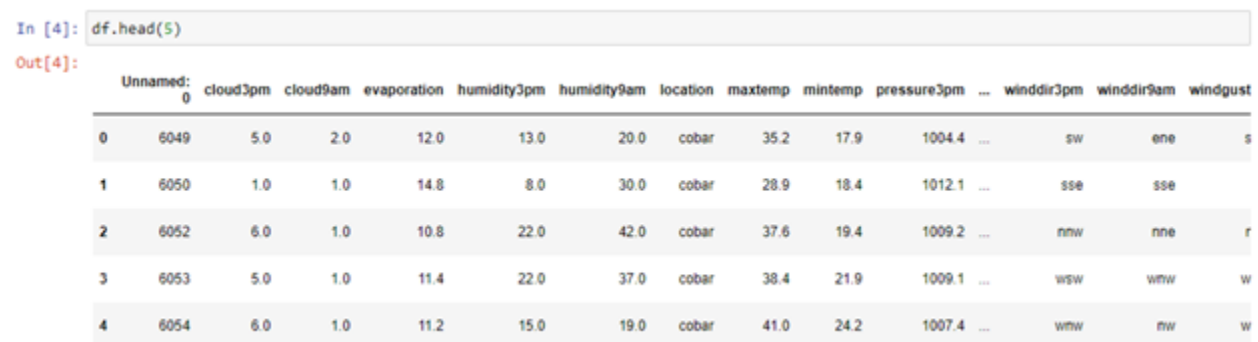 In [4]: df.head(5)
Out[4]:
Unnamed: 0 cloud3pm cloud9am evaporation humidity3pm humidity9am location maxtemp mintemp pressure3pm ... winddir3pm winddir9am windgust
0 6049 5.0 2.0 12.0 13.0 20.0 cobar 35.2 17.9 1004.4 ... sw ene s
1 6050 1.0 1.0 14.8 8.0 30.0 cobar 28.9 18.4 1012.1 ... sse sse
2 6052 6.0 1.0 10.8 22.0 42.0 cobar 37.6 19.4 1009.2 ... nnw nne r
3 6053 5.0 1.0 11.4 22.0 37.0 cobar 38.4 21.9 1009.1 ... wsw wnw w
4 6054 6.0 1.0 11.2 15.0 19.0 cobar 41.0 24.2 1007.4 ... wnw nw w